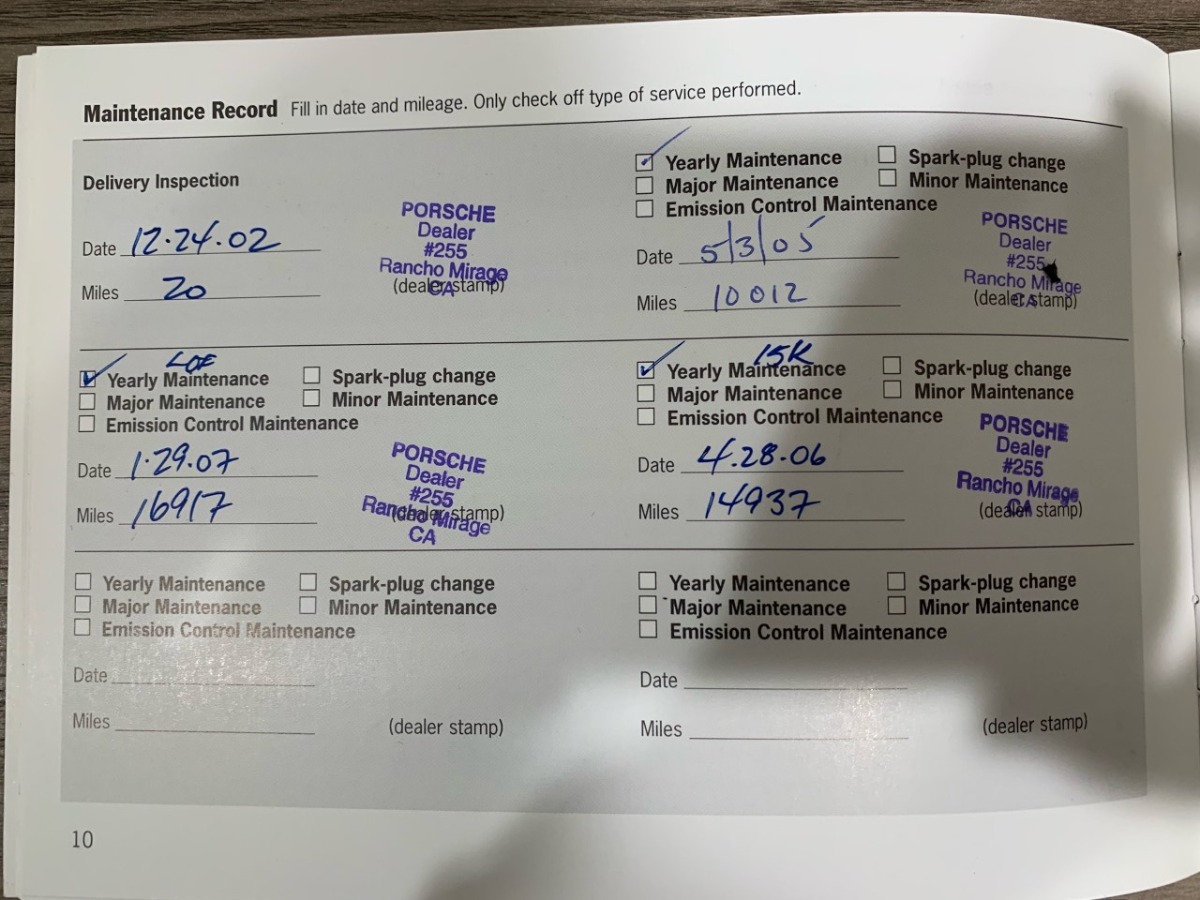 Maintenance Record Fill in date and mileage. Only check off type of service performed.
Delivery Inspection
Date 12.24.02
Miles 20
PORSCHE
Dealer
#255
Rancho Mirage
CA
(dealer stamp)
Yearly Maintenance
Spark-plug change
Major Maintenance
Minor Maintenance
Emission Control Maintenance
Date 5/3/05
Miles 10012
PORSCHE
Dealer
#255
Rancho Mirage
CA
(dealer stamp)
LOF
Yearly Maintenance
Spark-plug change
Major Maintenance
Minor Maintenance
Emission Control Maintenance
Date 1.29.07
Miles 16917
PORSCHE
Dealer
#255
Rancho Mirage
CA
(dealer stamp)
15K
Yearly Maintenance
Spark-plug change
Major Maintenance
Minor Maintenance
Emission Control Maintenance
Date 4.28.06
Miles 14937
PORSCHE
Dealer
#255
Rancho Mirage
CA
(dealer stamp)
Yearly Maintenance
Spark-plug change
Major Maintenance
Minor Maintenance
Emission Control Maintenance
Date
Miles
(dealer stamp)
Yearly Maintenance
Spark-plug change
Major Maintenance
Minor Maintenance
Emission Control Maintenance
Date
Miles
(dealer stamp)
10